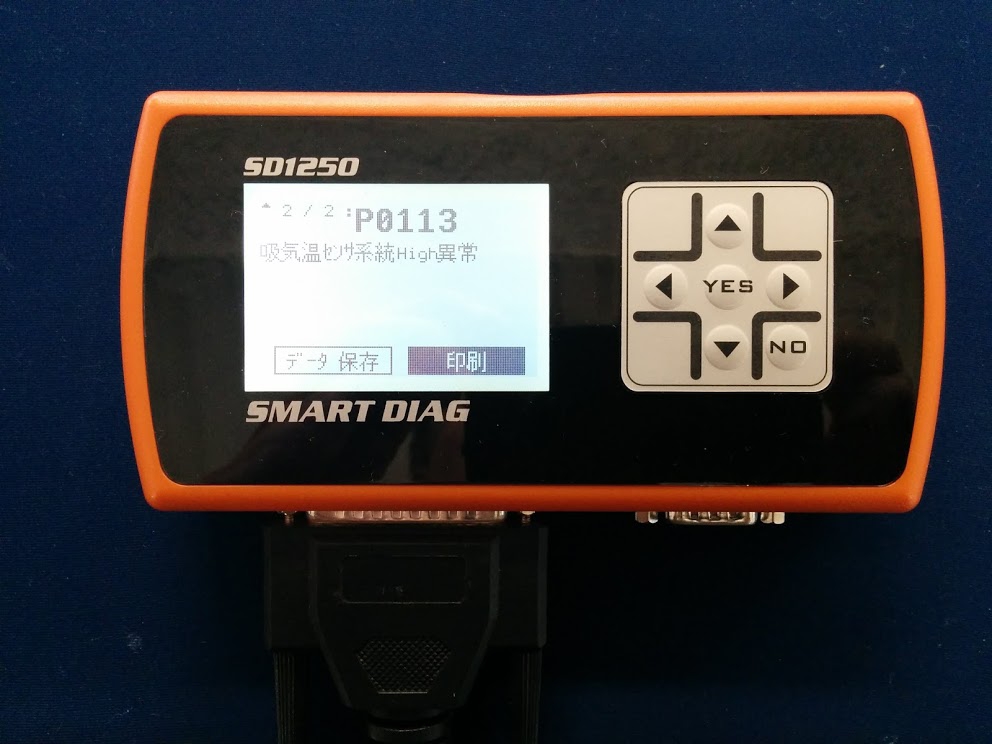 SD1250
2 / 2 :P0113
吸気温ｾﾝｻ系統High異常
ﾃﾞｰﾀ 保存 印刷
SMART DIAG
YES
NO